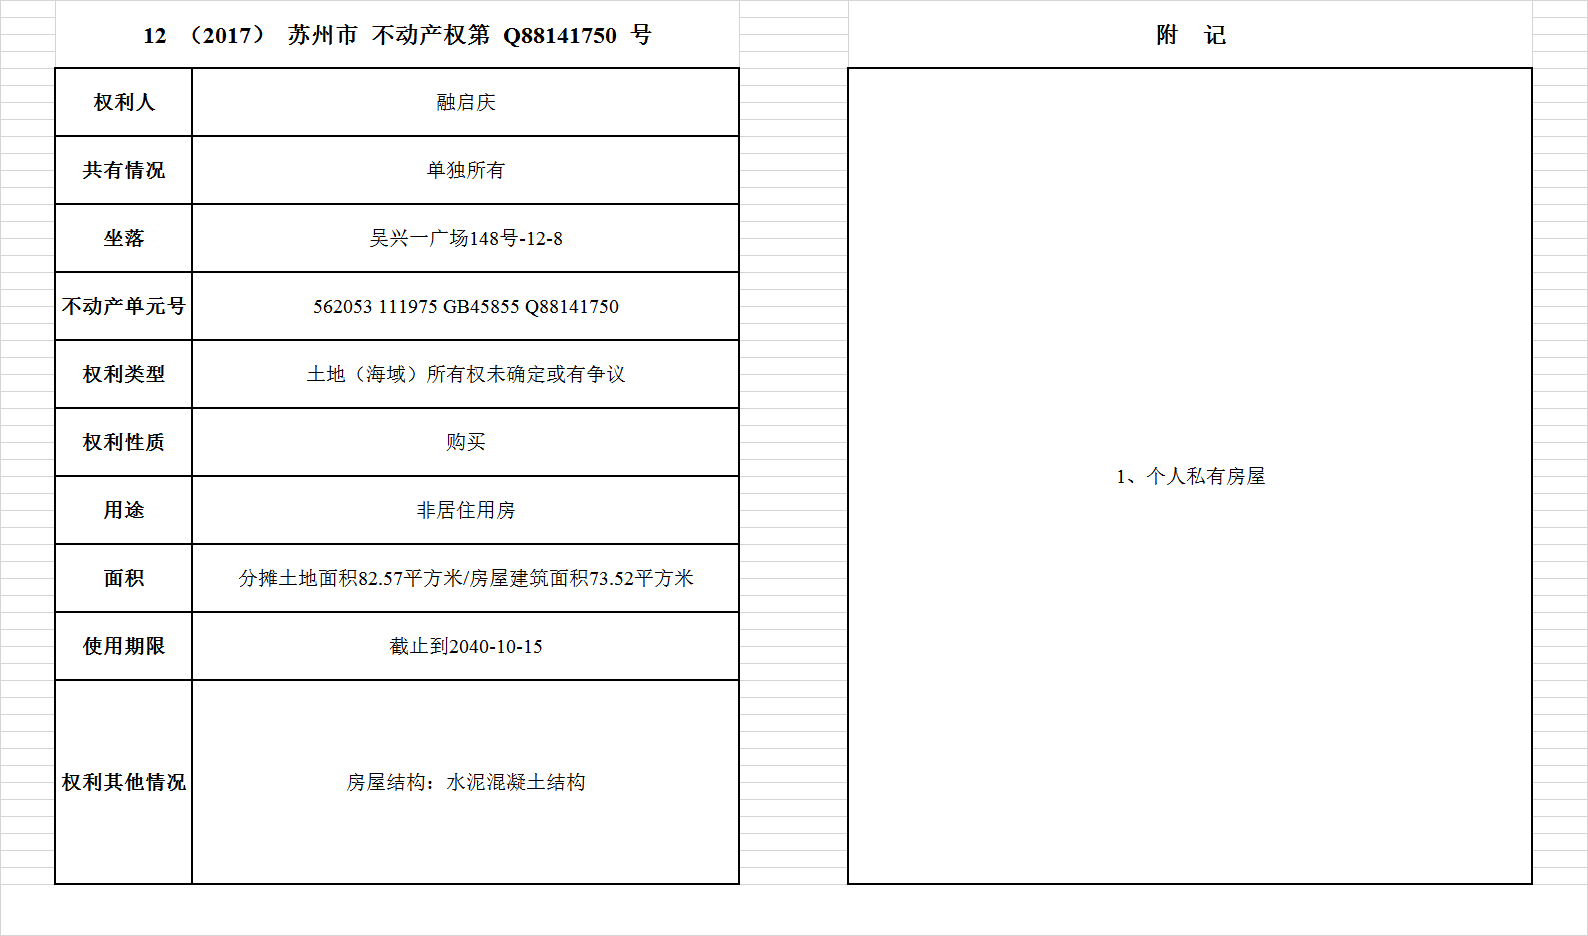 12 （2017） 苏州市 不动产权第 Q88141750 号
权利人 融启庆
共有情况 单独所有
坐落 吴兴一广场148号-12-8
不动产单元号 562053 111975 GB45855 Q88141750
权利类型 土地（海域）所有权未确定或有争议
权利性质 购买
用途 非居住用房
面积 分摊土地面积82.57平方米/房屋建筑面积73.52平方米
使用期限 截止到2040-10-15
权利其他情况 房屋结构：水泥混凝土结构
附 记
1、个人私有房屋